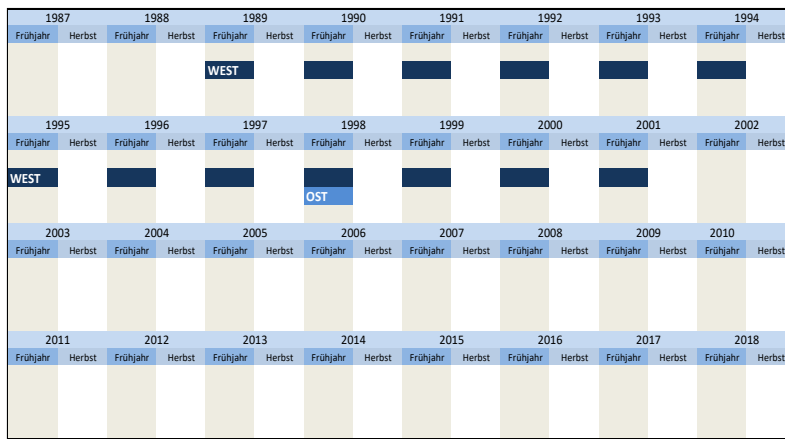 1987 1988 1989 1990 1991 1992 1993 1994
Frühjahr Herbst Frühjahr Herbst Frühjahr Herbst Frühjahr Herbst Frühjahr Herbst Frühjahr Herbst Frühjahr Herbst Frühjahr Herbst
WEST
1995 1996 1997 1998 1999 2000 2001 2002
Frühjahr Herbst Frühjahr Herbst Frühjahr Herbst Frühjahr Herbst Frühjahr Herbst Frühjahr Herbst Frühjahr Herbst Frühjahr Herbst
WEST
OST
2003 2004 2005 2006 2007 2008 2009 2010
Frühjahr Herbst Frühjahr Herbst Frühjahr Herbst Frühjahr Herbst Frühjahr Herbst Frühjahr Herbst Frühjahr Herbst Frühjahr Herbst
2011 2012 2013 2014 2015 2016 2017 2018
Frühjahr Herbst Frühjahr Herbst Frühjahr Herbst Frühjahr Herbst Frühjahr Herbst Frühjahr Herbst Frühjahr Herbst Frühjahr Herbst